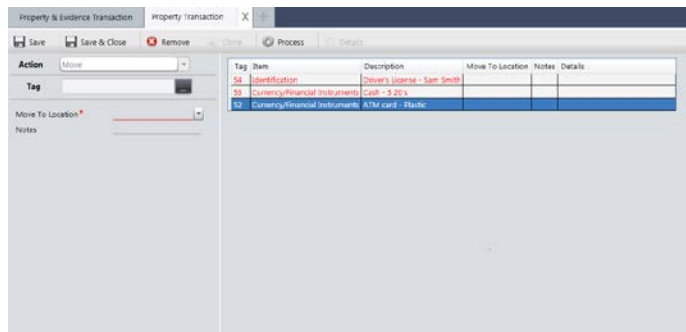 Property & Evidence Transaction Property Transaction X +
Save Save & Close Remove Clone Process Details
Action Move
Tag ...
Move To Location *
Notes
Tag Item Description Move To Location Notes Details
54 Identification Driver's License - Sam Smith
53 Currency/Financial Instruments Cash - 5 20's
52 Currency/Financial Instruments ATM card - Plastic